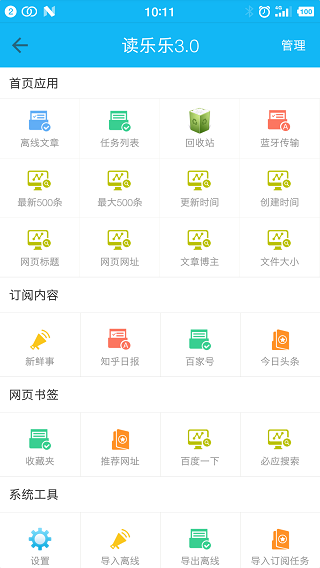 2 10:11 4G 100
读乐乐3.0 管理
首页应用
离线文章 任务列表 回收站 蓝牙传输
最新500条 最大500条 更新时间 创建时间
网页标题 网页网址 文章博主 文件大小
订阅内容
新鲜事 知乎日报 百家号 今日头条
网页书签
收藏夹 推荐网址 百度一下 必应搜索
系统工具
设置 导入离线 导出离线 导入订阅任务